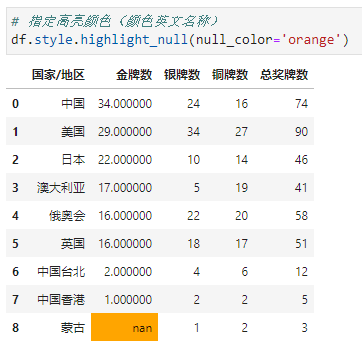 # 指定高亮颜色（颜色英文名称）
df.style.highlight_null(null_color='orange')
国家/地区 金牌数 银牌数 铜牌数 总奖牌数
0 中国 34.000000 24 16 74
1 美国 29.000000 34 27 90
2 日本 22.000000 10 14 46
3 澳大利亚 17.000000 5 19 41
4 俄奥会 16.000000 22 20 58
5 英国 16.000000 18 17 51
6 中国台北 2.000000 4 6 12
7 中国香港 1.000000 2 2 5
8 蒙古 nan 1 2 3